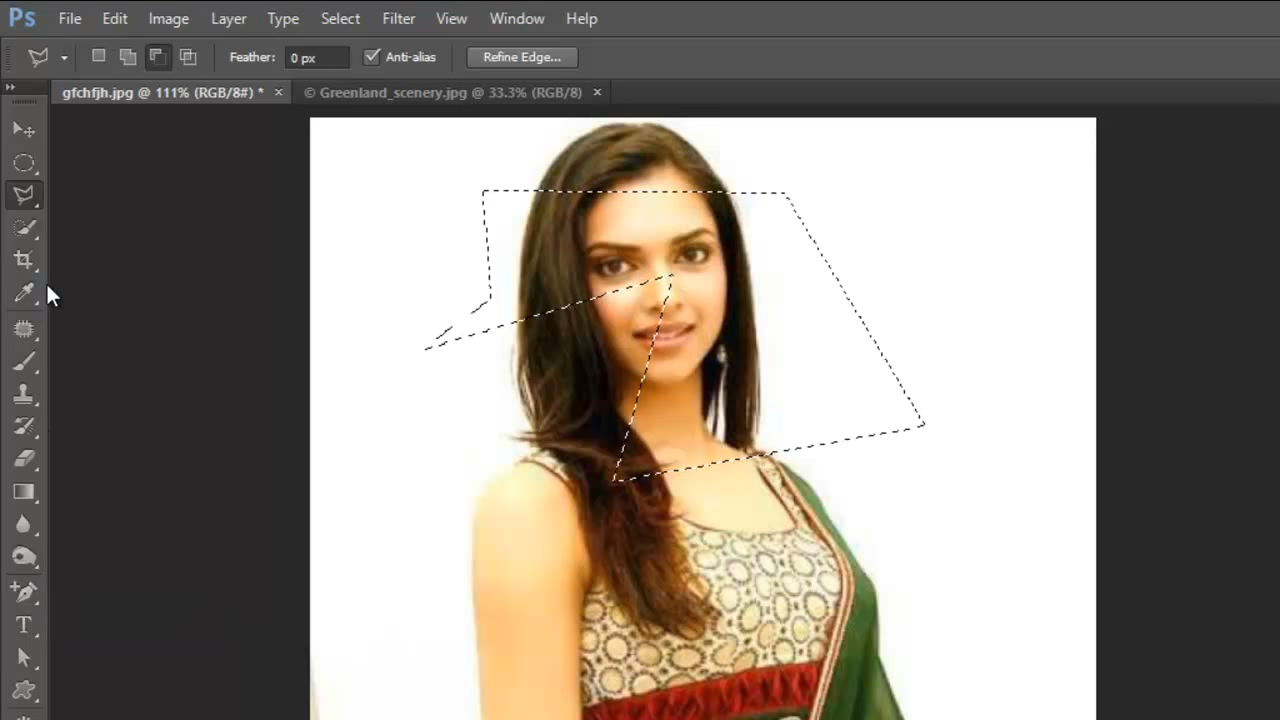 Ps File Edit Image Layer Type Select Filter View Window Help
Feather: 0 px Anti-alias Refine Edge...
gfchfjh.jpg @ 111% (RGB/8#) * × © Greenland_scenery.jpg @ 33.3% (RGB/8) ×
T